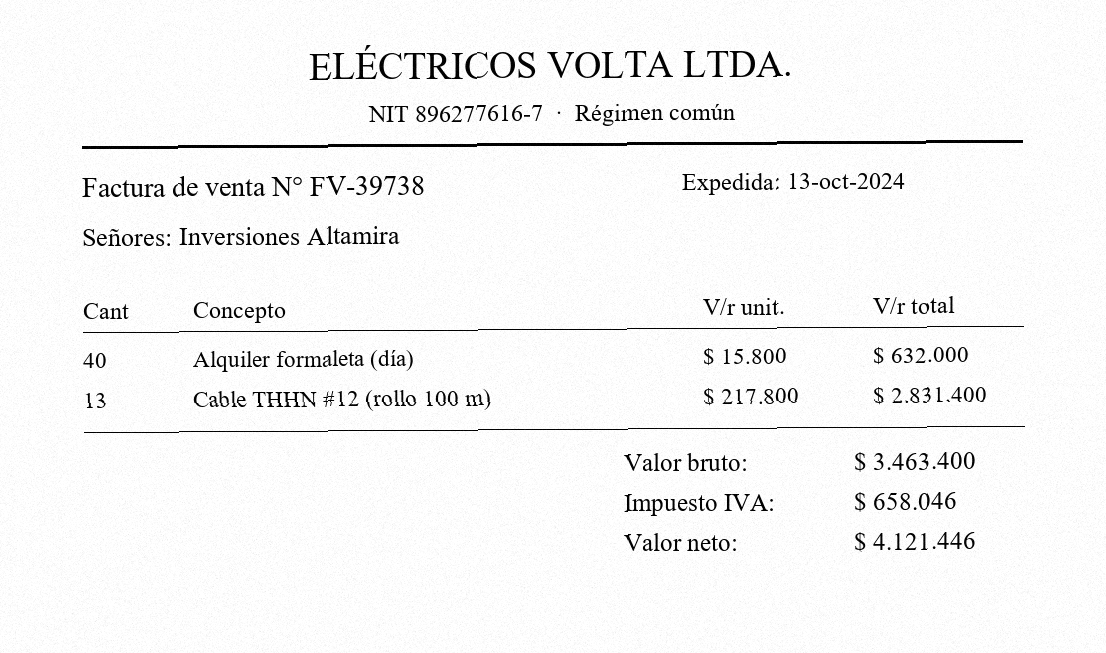 ELÉCTRICOS VOLTA LTDA.
NIT 896277616-7 · Régimen común
Factura de venta N° FV-39738 Expedida: 13-oct-2024
Señores: Inversiones Altamira
Cant Concepto V/r unit. V/r total
40 Alquiler formaleta (día) $ 15.800 $ 632.000
13 Cable THHN #12 (rollo 100 m) $ 217.800 $ 2.831.400
Valor bruto: $ 3.463.400
Impuesto IVA: $ 658.046
Valor neto: $ 4.121.446